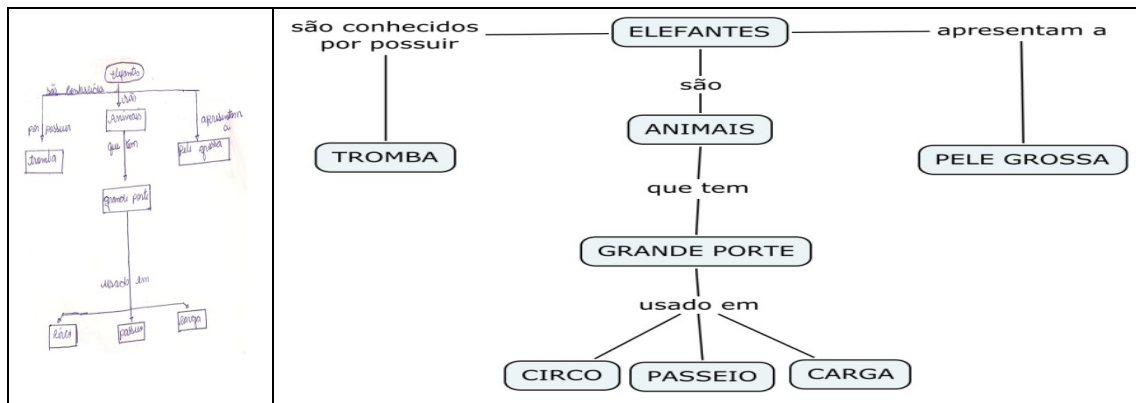 Elefantes
são conhecidos
são
por possuir
Animais
apresentam
a
que tem
tromba
pele grossa
grande porte
usado em
circo
passeio
carga
são conhecidos
por possuir
ELEFANTES
apresentam a
são
ANIMAIS
TROMBA
PELE GROSSA
que tem
GRANDE PORTE
usado em
CIRCO
PASSEIO
CARGA